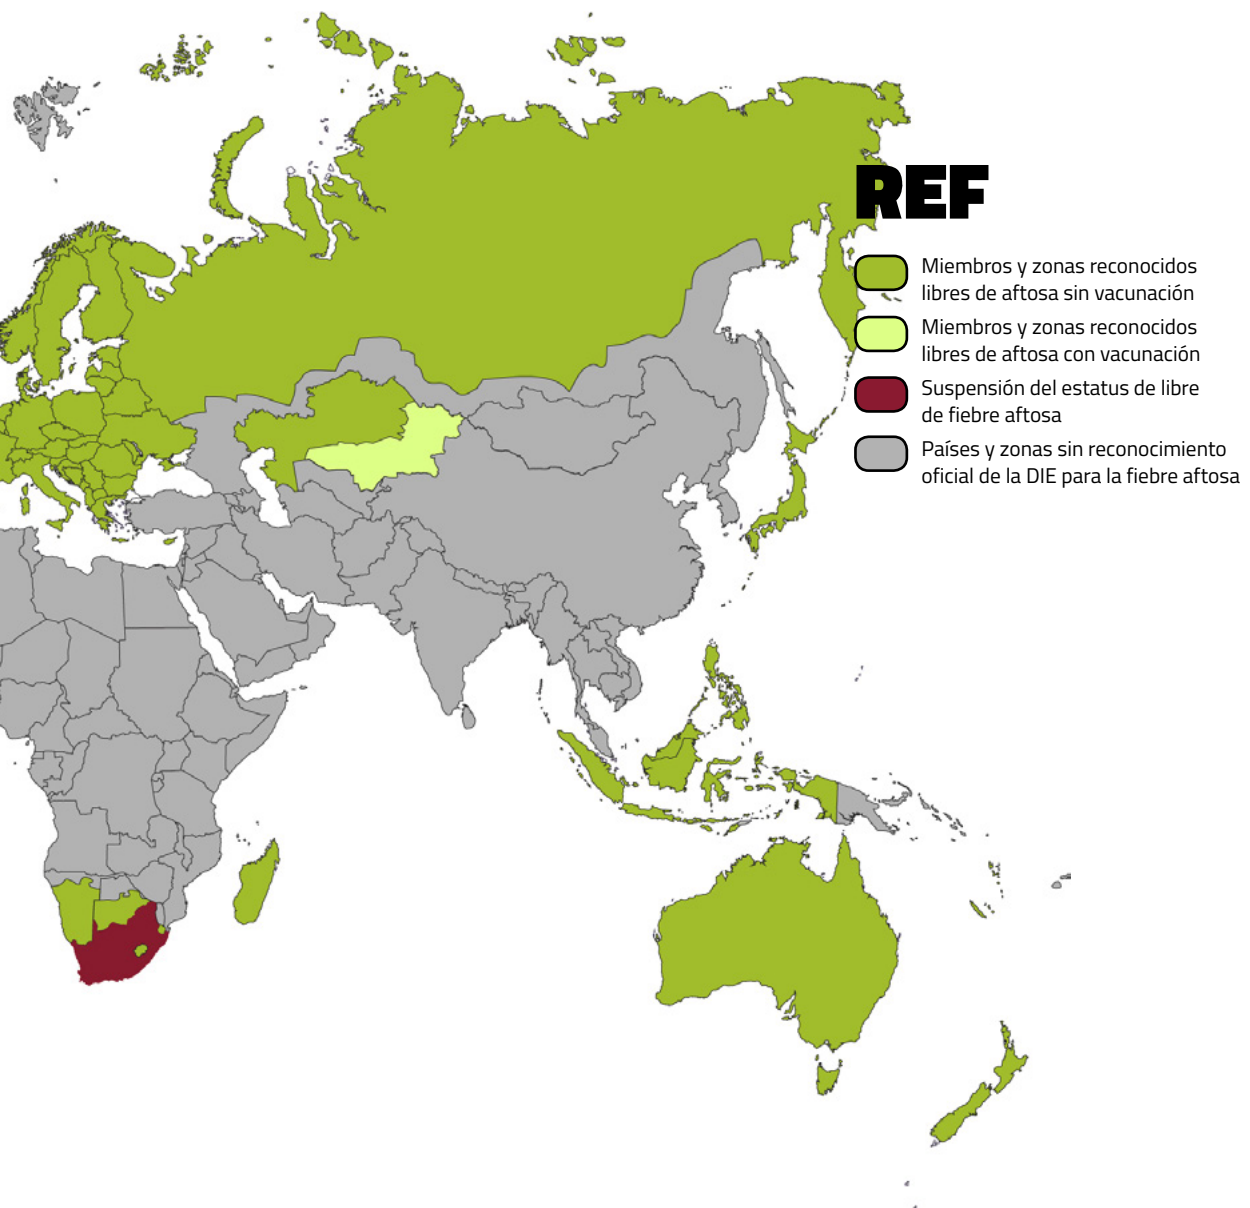 REF
Miembros y zonas reconocidos
libres de aftosa sin vacunación
Miembros y zonas reconocidos
libres de aftosa con vacunación
Suspensión del estatus de libre
de fiebre aftosa
Países y zonas sin reconocimiento
oficial de la DIE para la fiebre aftosa